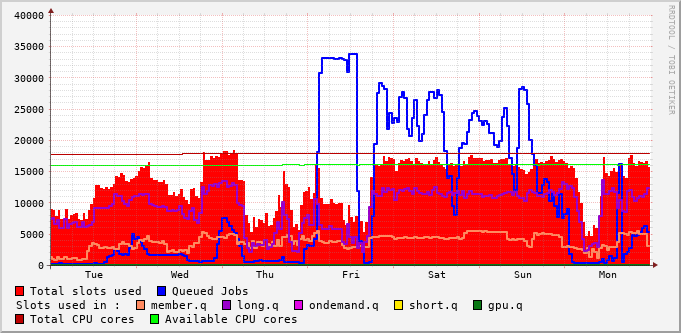 40000
35000
30000
25000
20000
15000
10000
5000
0
Tue Wed Thu Fri Sat Sun Mon
RRDTOOL / TOBI OETIKER
Total slots used Queued Jobs
Slots used in : member.q long.q ondemand.q short.q gpu.q
Total CPU cores Available CPU cores